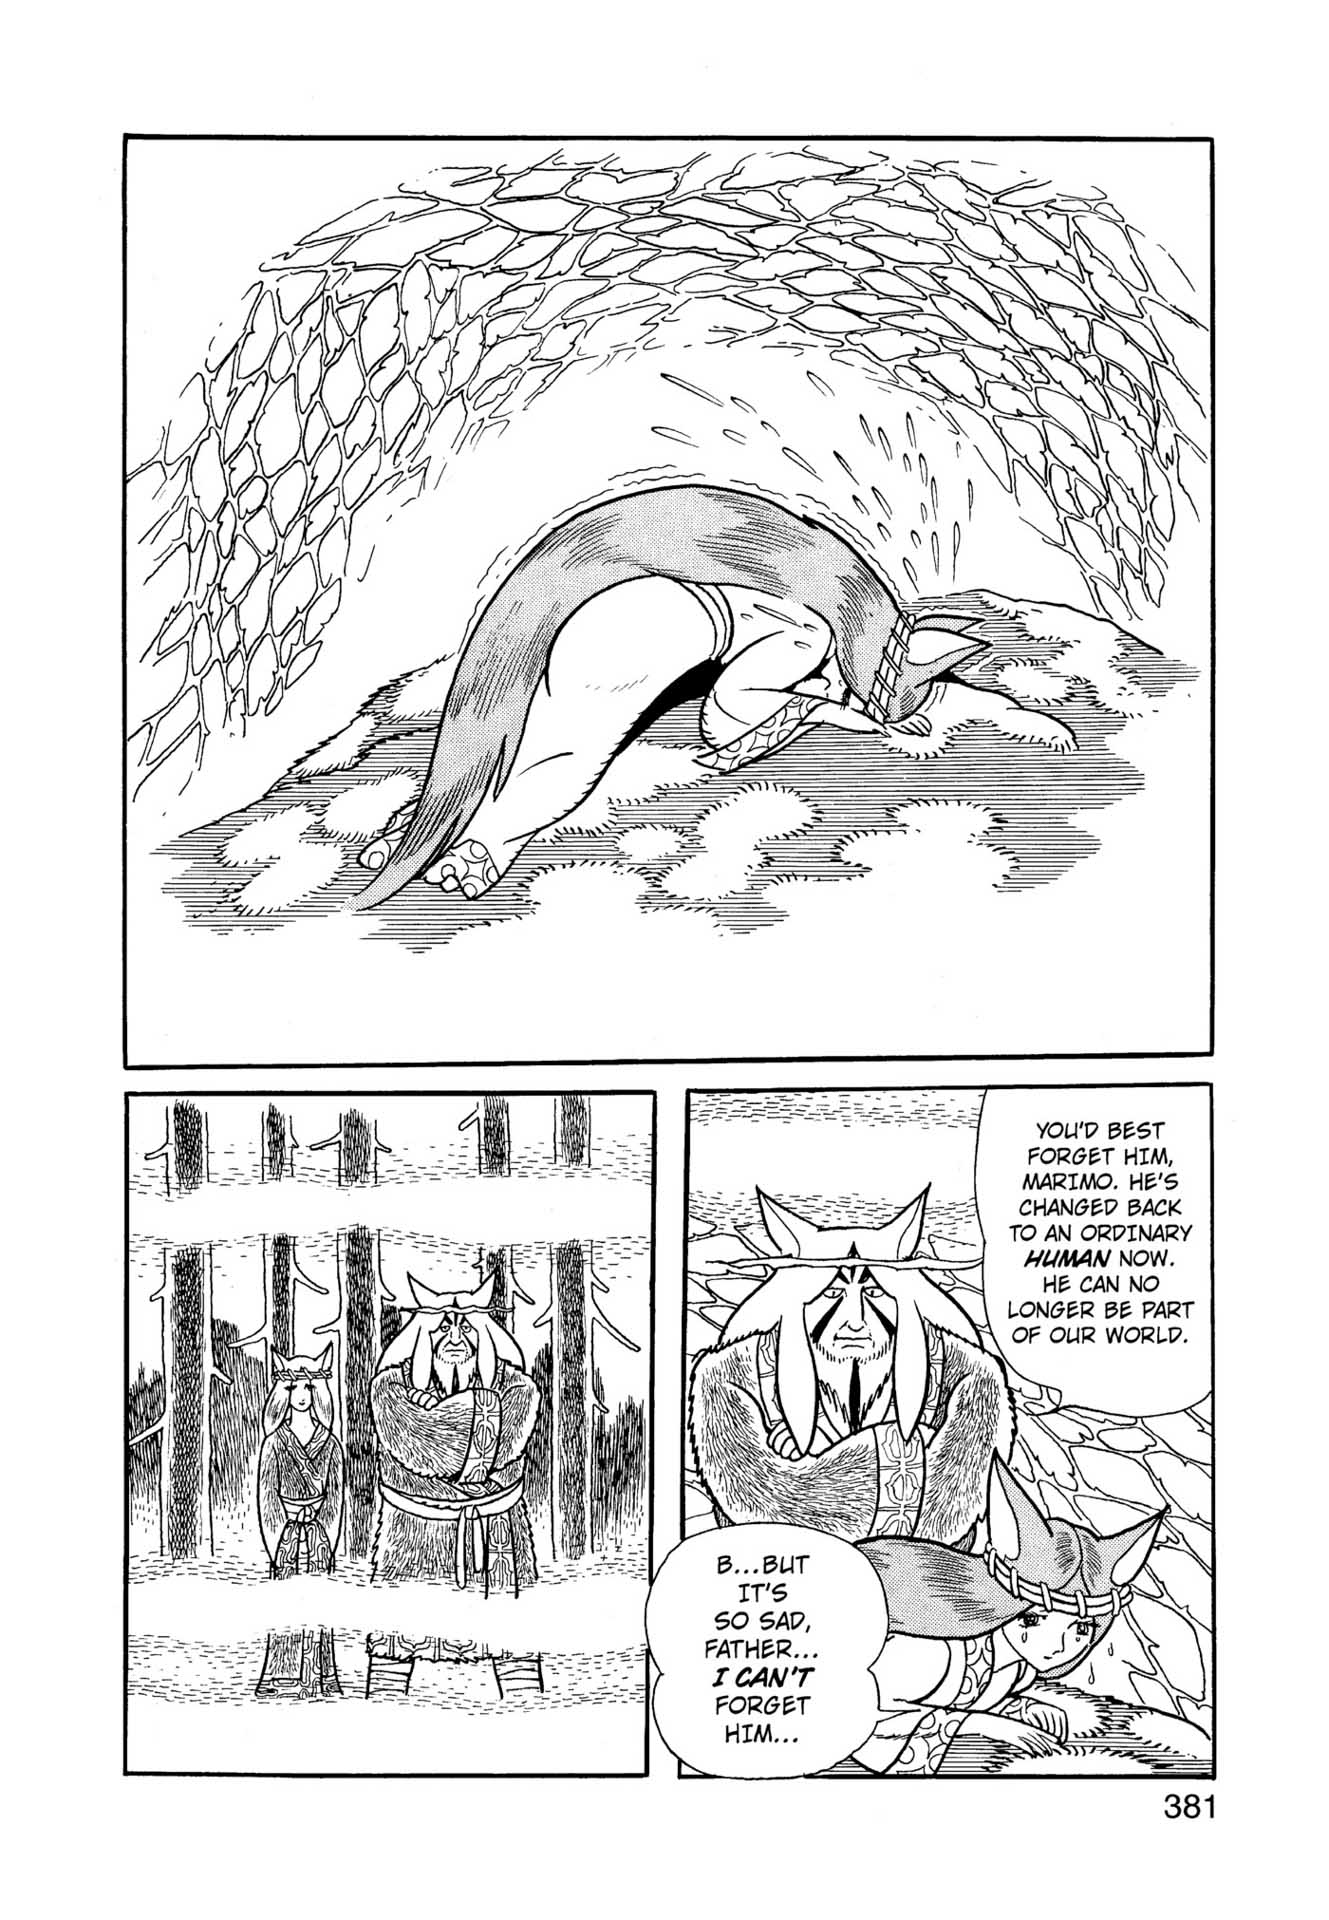 YOU'D BEST
FORGET HIM,
MARIMO. HE'S
CHANGED BACK
TO AN ORDINARY
HUMAN NOW.
HE CAN NO
LONGER BE PART
OF OUR WORLD.
B...BUT
IT'S
SO SAD,
FATHER...
I CAN'T
FORGET
HIM...
381